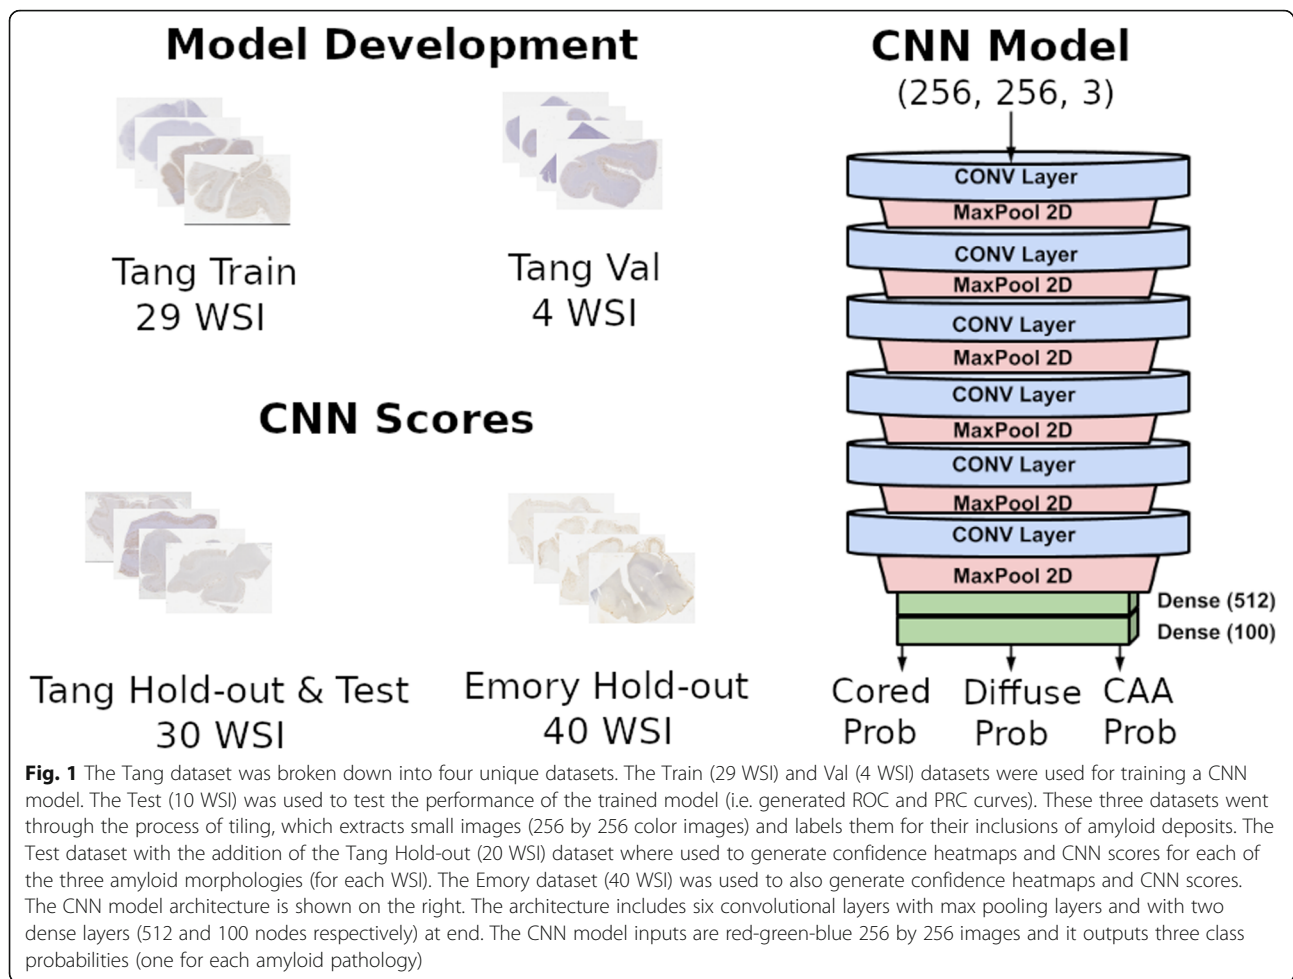 Model Development
Tang Train
29 WSI
Tang Val
4 WSI
CNN Scores
Tang Hold-out & Test
30 WSI
Emory Hold-out
40 WSI
CNN Model
(256, 256, 3)
CONV Layer
MaxPool 2D
CONV Layer
MaxPool 2D
CONV Layer
MaxPool 2D
CONV Layer
MaxPool 2D
CONV Layer
MaxPool 2D
CONV Layer
MaxPool 2D
Dense (512)
Dense (100)
Cored
Prob
Diffuse
Prob
CAA
Prob
Fig. 1 The Tang dataset was broken down into four unique datasets. The Train (29 WSI) and Val (4 WSI) datasets were used for training a CNN
model. The Test (10 WSI) was used to test the performance of the trained model (i.e. generated ROC and PRC curves). These three datasets went
through the process of tiling, which extracts small images (256 by 256 color images) and labels them for their inclusions of amyloid deposits. The
Test dataset with the addition of the Tang Hold-out (20 WSI) dataset where used to generate confidence heatmaps and CNN scores for each of
the three amyloid morphologies (for each WSI). The Emory dataset (40 WSI) was used to also generate confidence heatmaps and CNN scores.
The CNN model architecture is shown on the right. The architecture includes six convolutional layers with max pooling layers and with two
dense layers (512 and 100 nodes respectively) at end. The CNN model inputs are red-green-blue 256 by 256 images and it outputs three class
probabilities (one for each amyloid pathology)